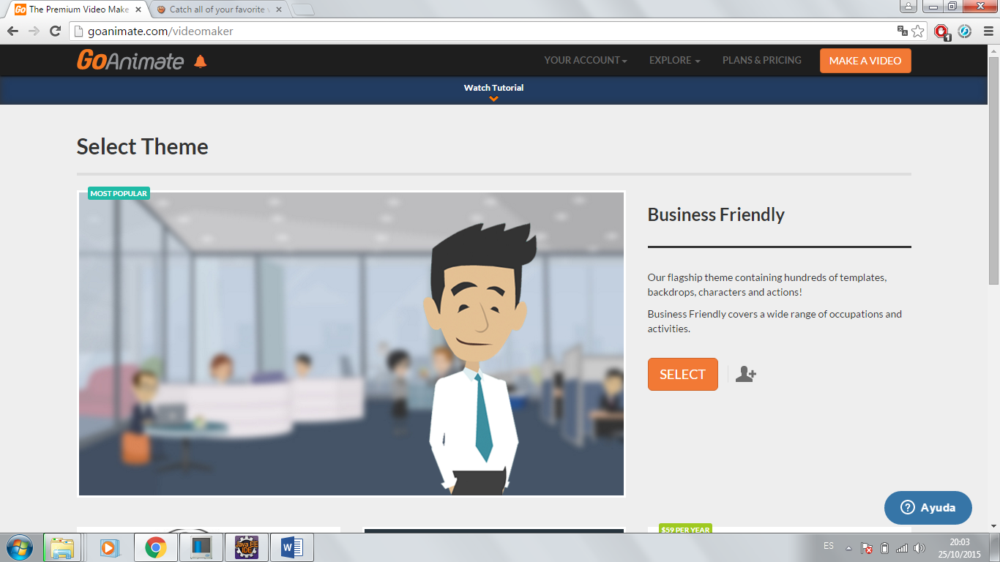 The Premium Video Make
Catch all of your favorite
goanimate.com/videomaker
1
GoAnimate
YOUR ACCOUNT
EXPLORE
PLANS & PRICING
MAKE A VIDEO
Watch Tutorial
Select Theme
MOST POPULAR
Business Friendly
Our flagship theme containing hundreds of templates,
backdrops, characters and actions!
Business Friendly covers a wide range of occupations and
activities.
SELECT
Ayuda
$59 PER YEAR
Java EE
IDE
ES
20:03
25/10/2015